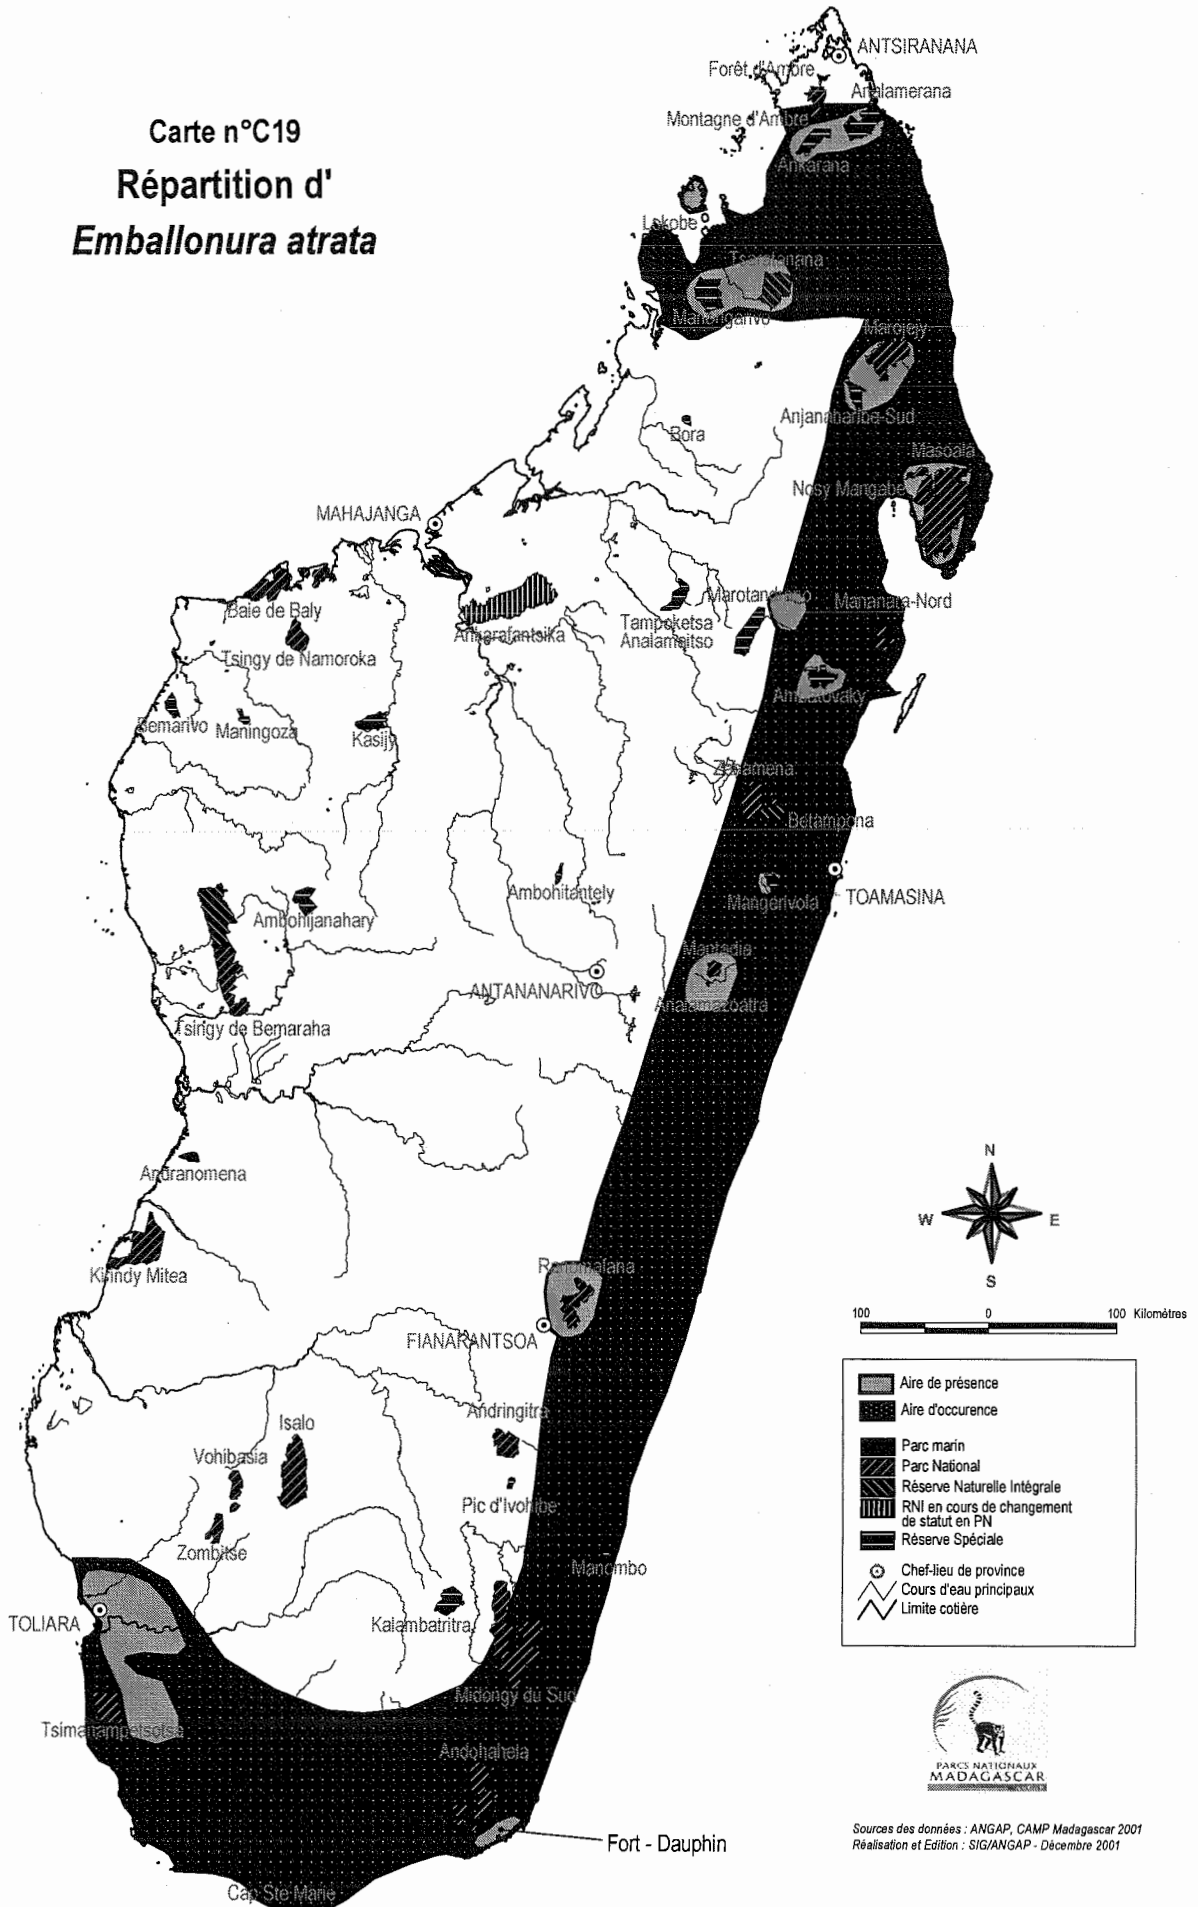 Carte n°C19
Répartition d'
Emballonura atrata
ANTSIRANANA
Forêt d'Ambre
Analamerana
Montagne d'Ambre
Ankarana
Lokobe
Tsaratanana
Manongarivo
Marojejy
Anjanaharibe-Sud
Bora
Masoala
Nosy Mangabe
MAHAJANGA
Baie de Baly
Ankarafantsika
Tampoketsa
Analamaitso
Marotandrano
Mananara-Nord
Tsingy de Namoroka
Ambatovaky
Bemarivo
Maningoza
Kasijy
Zahamena
Betampona
Ambohitantely
Mangerivola
TOAMASINA
Ambohijanahary
Mantadia
ANTANANARIVO
Analamazoatra
Tsingy de Bemaraha
Andranomena
N
W
E
S
Kirindy Mitea
Ranomafana
100
0
100 Kilomètres
FIANARANTSOA
Aire de présence
Aire d'occurence
Parc marin
Parc National
Réserve Naturelle Intégrale
RNI en cours de changement
de statut en PN
Réserve Spéciale
Chef-lieu de province
Cours d'eau principaux
Limite cotière
Andringitra
Isalo
Vohibasia
Pic d'Ivohibe
Zombitse
Manombo
TOLIARA
Kalambatritra
Midongy du Sud
Tsimanampetsotsa
Andohahela
PARCS NATIONAUX
MADAGASCAR
Fort - Dauphin
Sources des données : ANGAP, CAMP Madagascar 2001
Réalisation et Edition : SIG/ANGAP - Décembre 2001
Cap Ste Marie